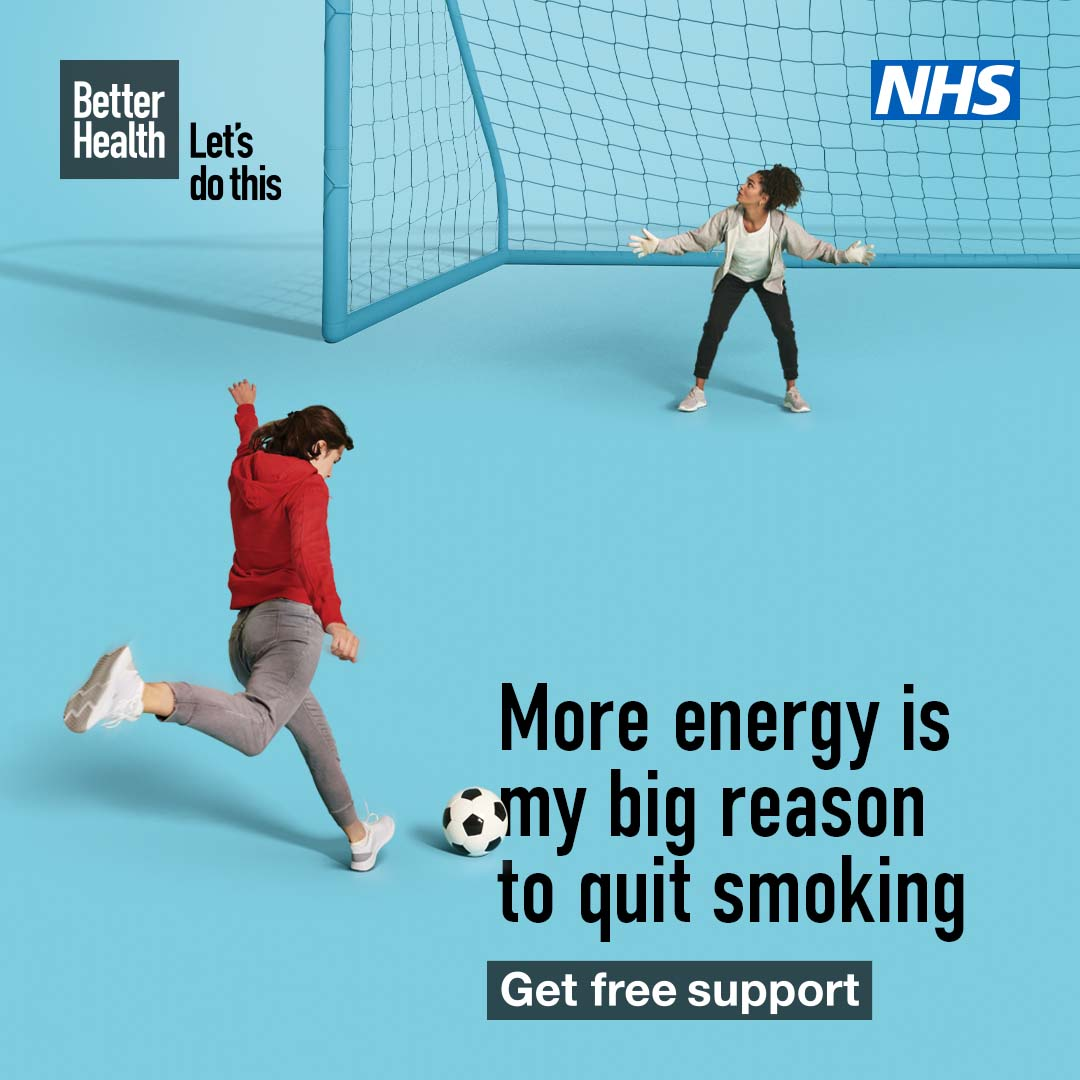 Better
Health
Let's
do this
NHS
More energy is
my big reason
to quit smoking
Get free support